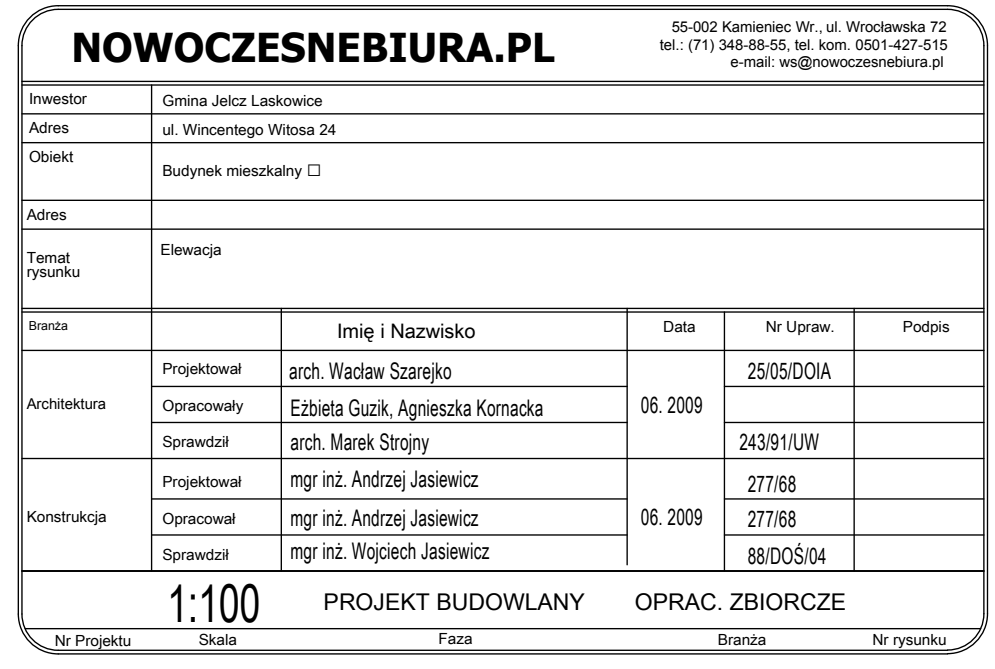 NOWOCZESNEBIURA.PL
55-002 Kamieniec Wr., ul. Wrocławska 72
tel.: (71) 348-88-55, tel. kom. 0501-427-515
e-mail: ws@nowoczesnebiura.pl
Inwestor Gmina Jelcz Laskowice
Adres ul. Wincentego Witosa 24
Obiekt
Budynek mieszkalny □
Adres
Temat
rysunku
Elewacja
Branża Imię i Nazwisko Data Nr Upraw. Podpis
Architektura
Projektował arch. Wacław Szarejko 25/05/DOIA
Opracowały Eżbieta Guzik, Agnieszka Kornacka 06. 2009
Sprawdził arch. Marek Strojny 243/91/UW
Konstrukcja
Projektował mgr inż. Andrzej Jasiewicz 277/68
Opracował mgr inż. Andrzej Jasiewicz 06. 2009 277/68
Sprawdził mgr inż. Wojciech Jasiewicz 88/DOŚ/04
1:100 PROJEKT BUDOWLANY OPRAC. ZBIORCZE
Nr Projektu Skala Faza Branża Nr rysunku